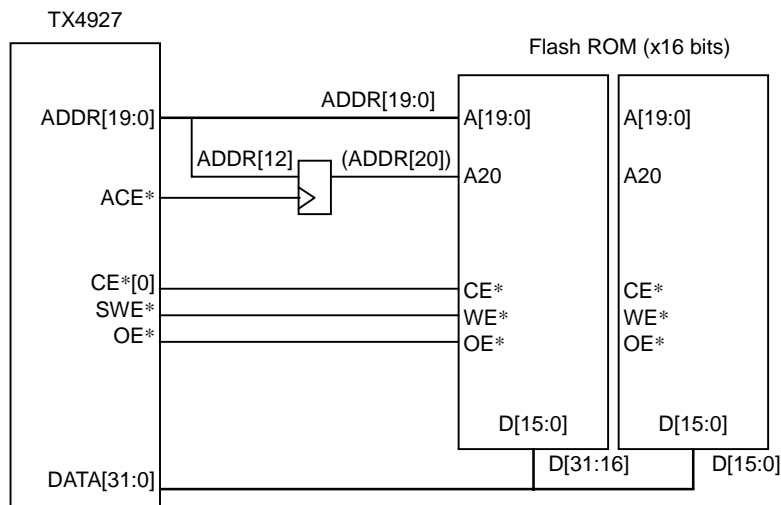 TX4927
Flash ROM (x16 bits)
ADDR[19:0]
ADDR[19:0]
A[19:0]
A[19:0]
ADDR[12]
(ADDR[20])
A20
A20
ACE*
CE*[0]
CE*
CE*
SWE*
WE*
WE*
OE*
OE*
OE*
D[15:0]
D[15:0]
D[31:16]
D[15:0]
DATA[31:0]